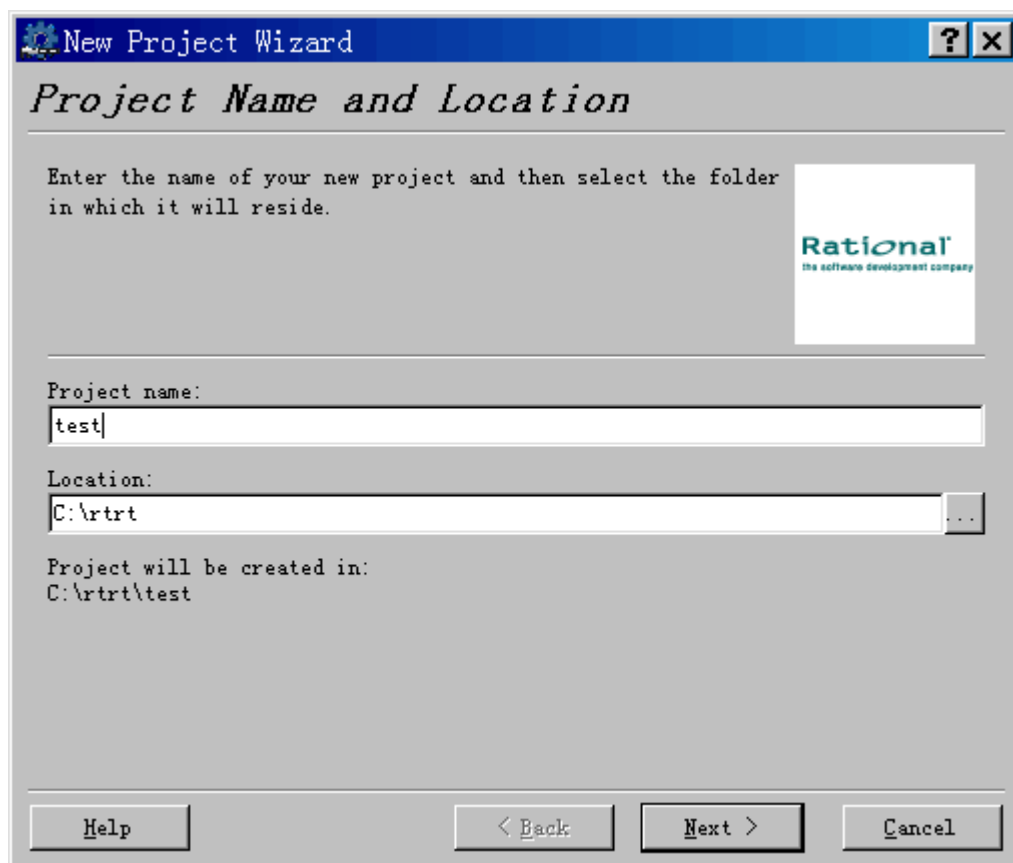 New Project Wizard
Project Name and Location
Enter the name of your new project and then select the folder
in which it will reside.
Rational
the software development company
Project name:
test
Location:
C:\rtrt
...
Project will be created in:
C:\rtrt\test
Help
< Back
Next >
Cancel